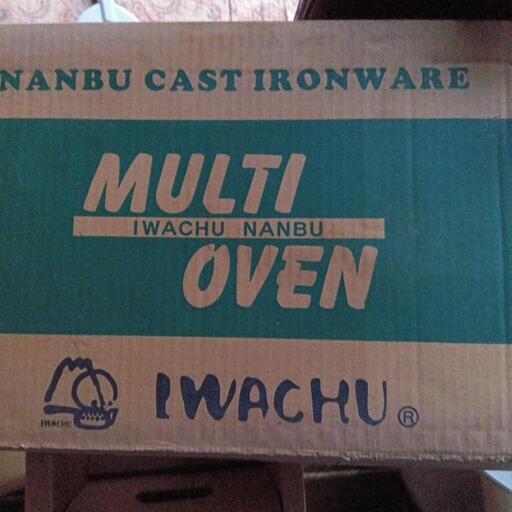 NANBU CAST IRONWARE
MULTI
IWACHU NANBU
OVEN
IWACHU
IWACHU ®